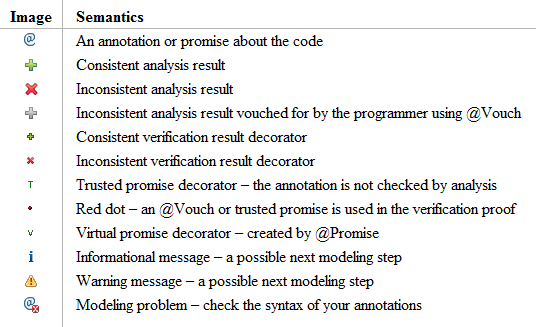 Image Semantics
@ An annotation or promise about the code
Consistent analysis result
Inconsistent analysis result
Inconsistent analysis result vouched for by the programmer using @Vouch
Consistent verification result decorator
Inconsistent verification result decorator
T Trusted promise decorator – the annotation is not checked by analysis
Red dot – an @Vouch or trusted promise is used in the verification proof
v Virtual promise decorator – created by @Promise
i Informational message – a possible next modeling step
Warning message – a possible next modeling step
@ Modeling problem – check the syntax of your annotations